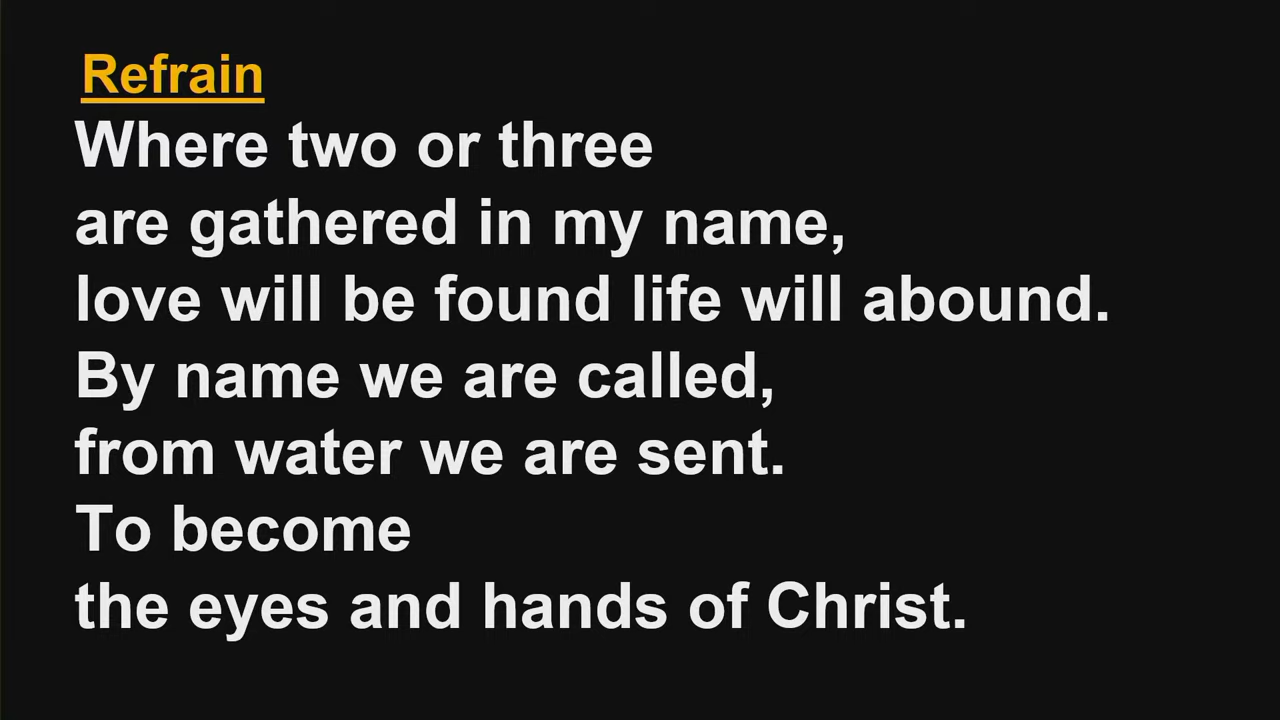 Refrain
Where two or three
are gathered in my name,
love will be found life will abound.
By name we are called,
from water we are sent.
To become
the eyes and hands of Christ.